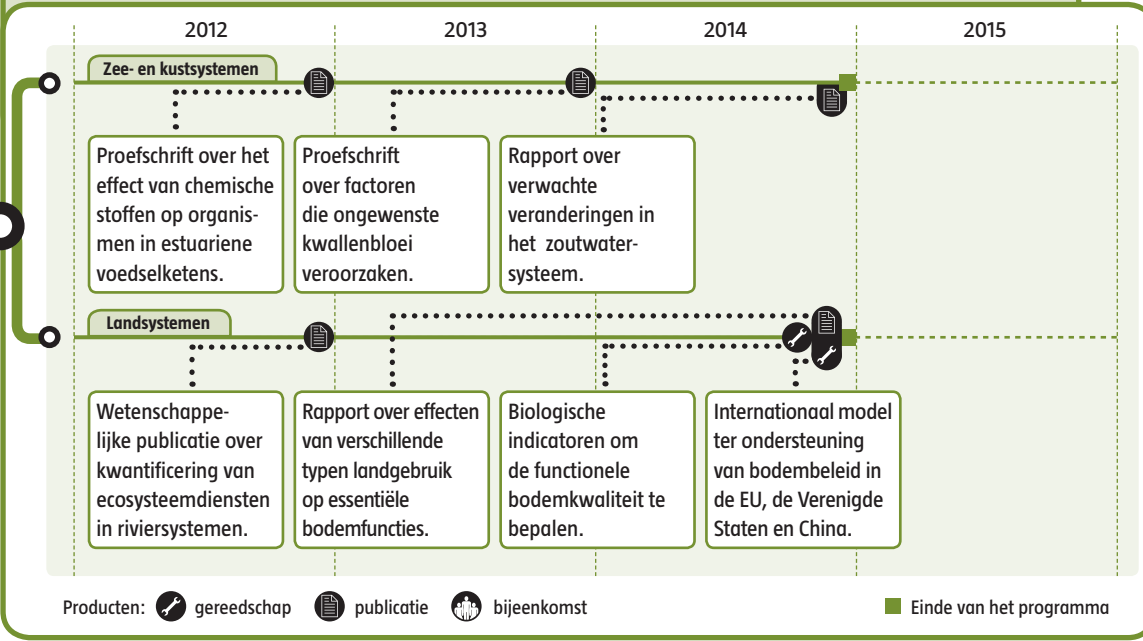 2012 2013 2014 2015
Zee- en kustsystemen
Proefschrift over het
effect van chemische
stoffen op organis-
men in estuariene
voedselketens.
Proefschrift
over factoren
die ongewenste
kwallenbloei
veroorzaken.
Rapport over
verwachte
veranderingen in
het zoutwater-
systeem.
Landsystemen
Wetenschappe-
lijke publicatie over
kwantificering van
ecosysteemdiensten
in riviersystemen.
Rapport over effecten
van verschillende
typen landgebruik
op essentiële
bodemfuncties.
Biologische
indicatoren om
de functionele
bodemkwaliteit te
bepalen.
Internationaal model
ter ondersteuning
van bodembeleid in
de EU, de Verenigde
Staten en China.
Producten: gereedschap publicatie bijeenkomst Einde van het programma